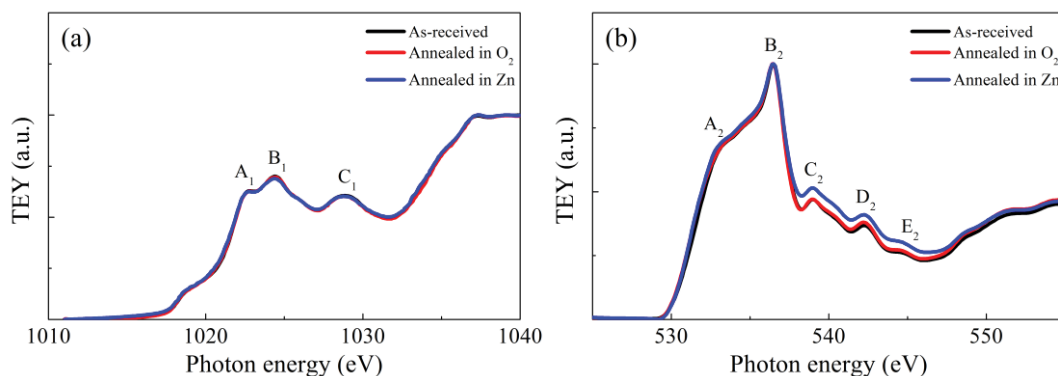 (a)
As-received
Annealed in O₂
Annealed in Zn
A₁
B₁
C₁
TEY (a.u.)
1010 1020 1030 1040
Photon energy (eV)
(b)
As-received
Annealed in O₂
Annealed in Zn
A₂
B₂
C₂
D₂
E₂
TEY (a.u.)
530 540 550
Photon energy (eV)